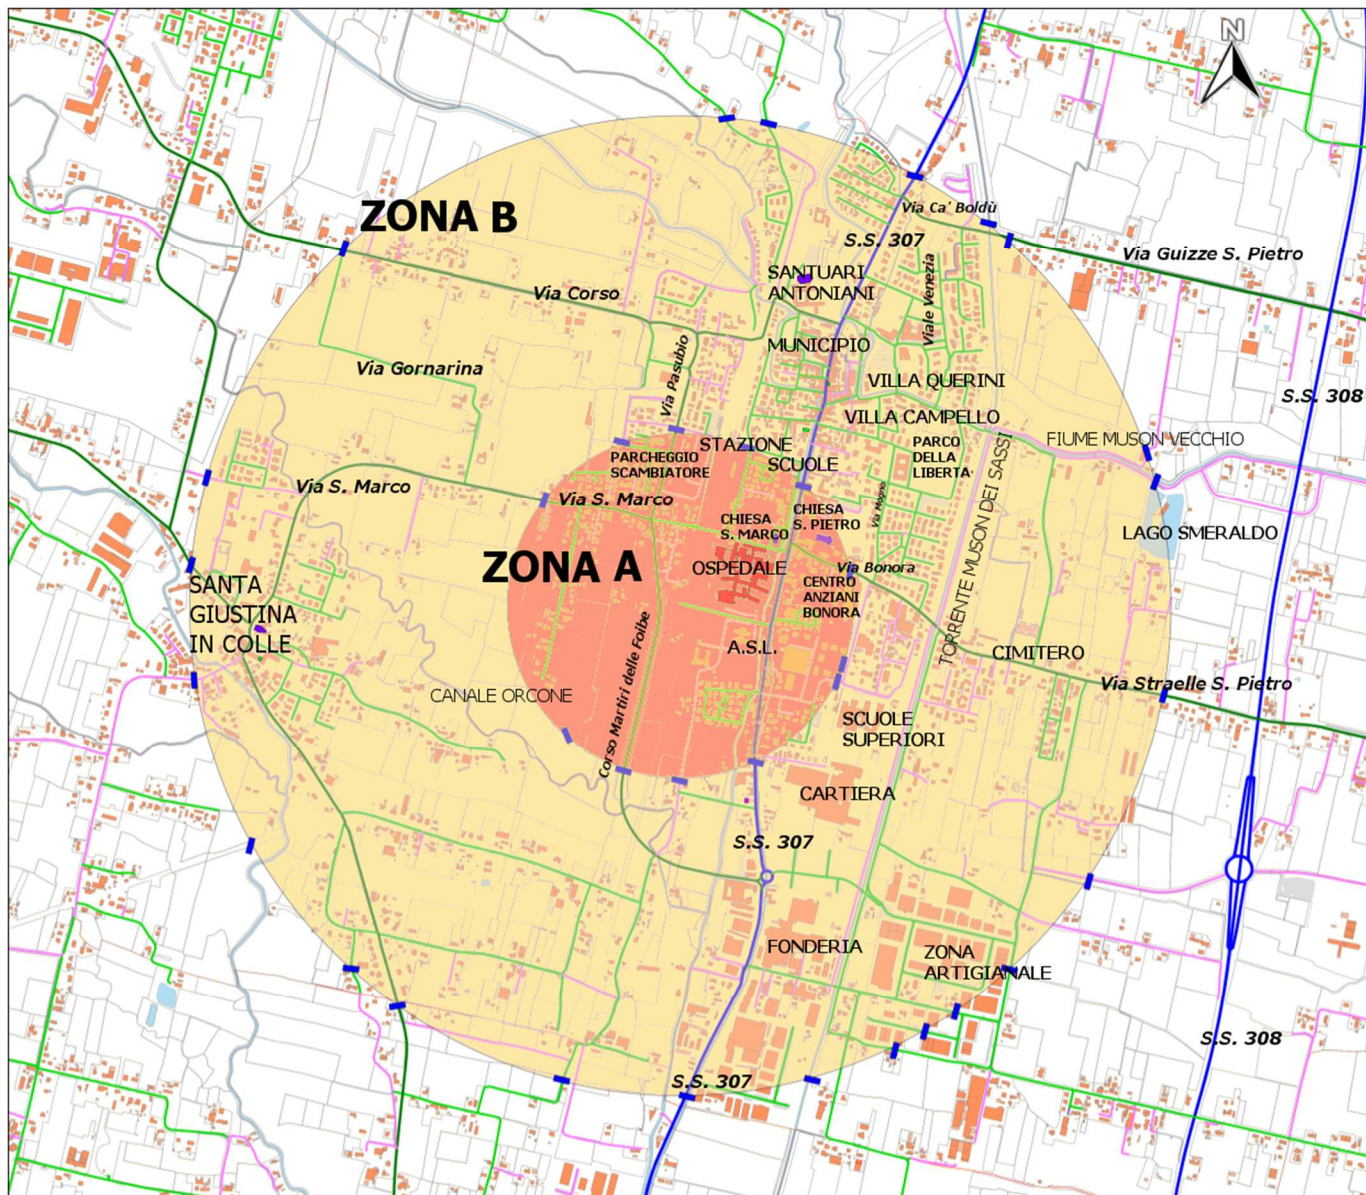 N
ZONA B
Via Ca' Boldù
S.S. 307
Via Guizze S. Pietro
SANTUARI
ANTONIANI
Via Corso
Viale Venezia
MUNICIPIO
Via Gornarina
Via Pasubio
VILLA QUERINI
S.S. 308
VILLA CAMPELLO
FIUME MUSON VECCHIO
STAZIONE
PARCO
DELLA
LIBERTA'
PARCHEGGIO
SCAMBIATORE
SCUOLE
Via S. Marco
Via S. Marco
Via Mogno
CHIESA
S. PIETRO
CHIESA
S. MARCO
LAGO SMERALDO
TORRENTE MUSON DEI SASSI
ZONA A
OSPEDALE
Via Bonora
CENTRO
ANZIANI
BONORA
SANTA
GIUSTINA
IN COLLE
A.S.L.
CIMITERO
Via Straelle S. Pietro
CANALE ORCONE
Corso Martiri delle Foibe
SCUOLE
SUPERIORI
CARTIERA
S.S. 307
FONDERIA
ZONA
ARTIGIANALE
S.S. 308
S.S. 307